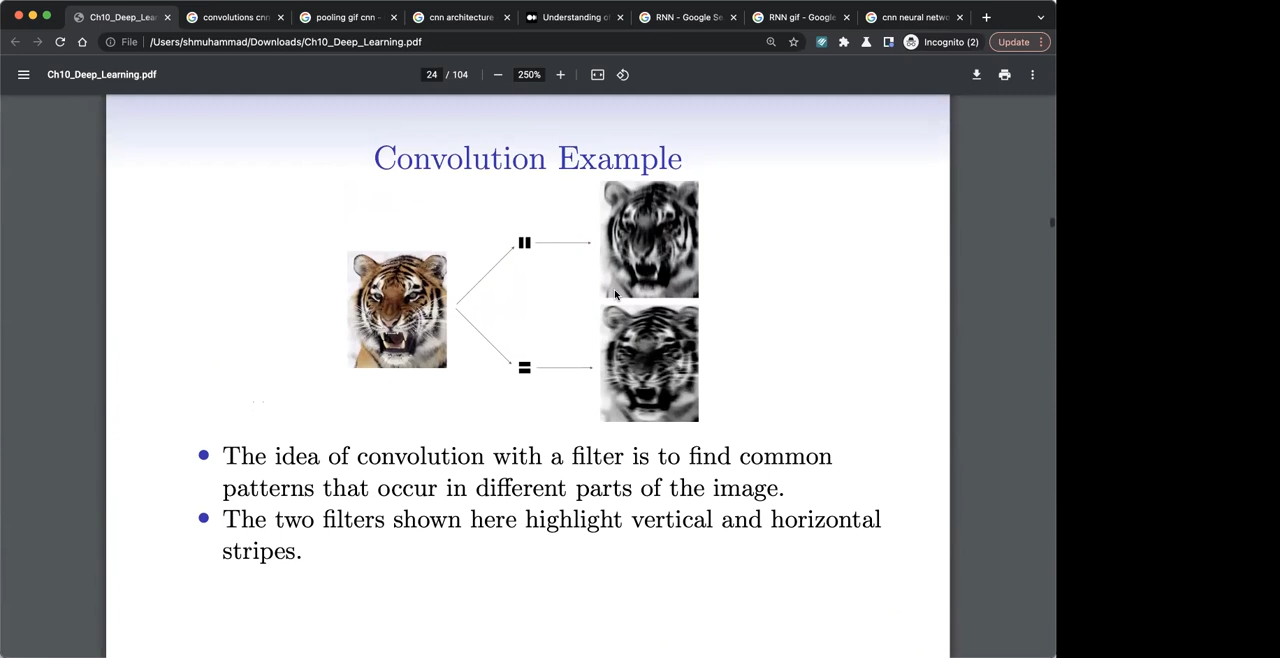 Ch10_Deep_Lear
convolutions cnn
pooling gif cnn -
cnn architecture
Understanding of
RNN - Google Se
RNN gif - Google
cnn neural netwo
File
/Users/shmuhammad/Downloads/Ch10_Deep_Learning.pdf
Incognito (2)
Update
Ch10_Deep_Learning.pdf
24 / 104
250%
Convolution Example
• The idea of convolution with a filter is to find common
patterns that occur in different parts of the image.
• The two filters shown here highlight vertical and horizontal
stripes.